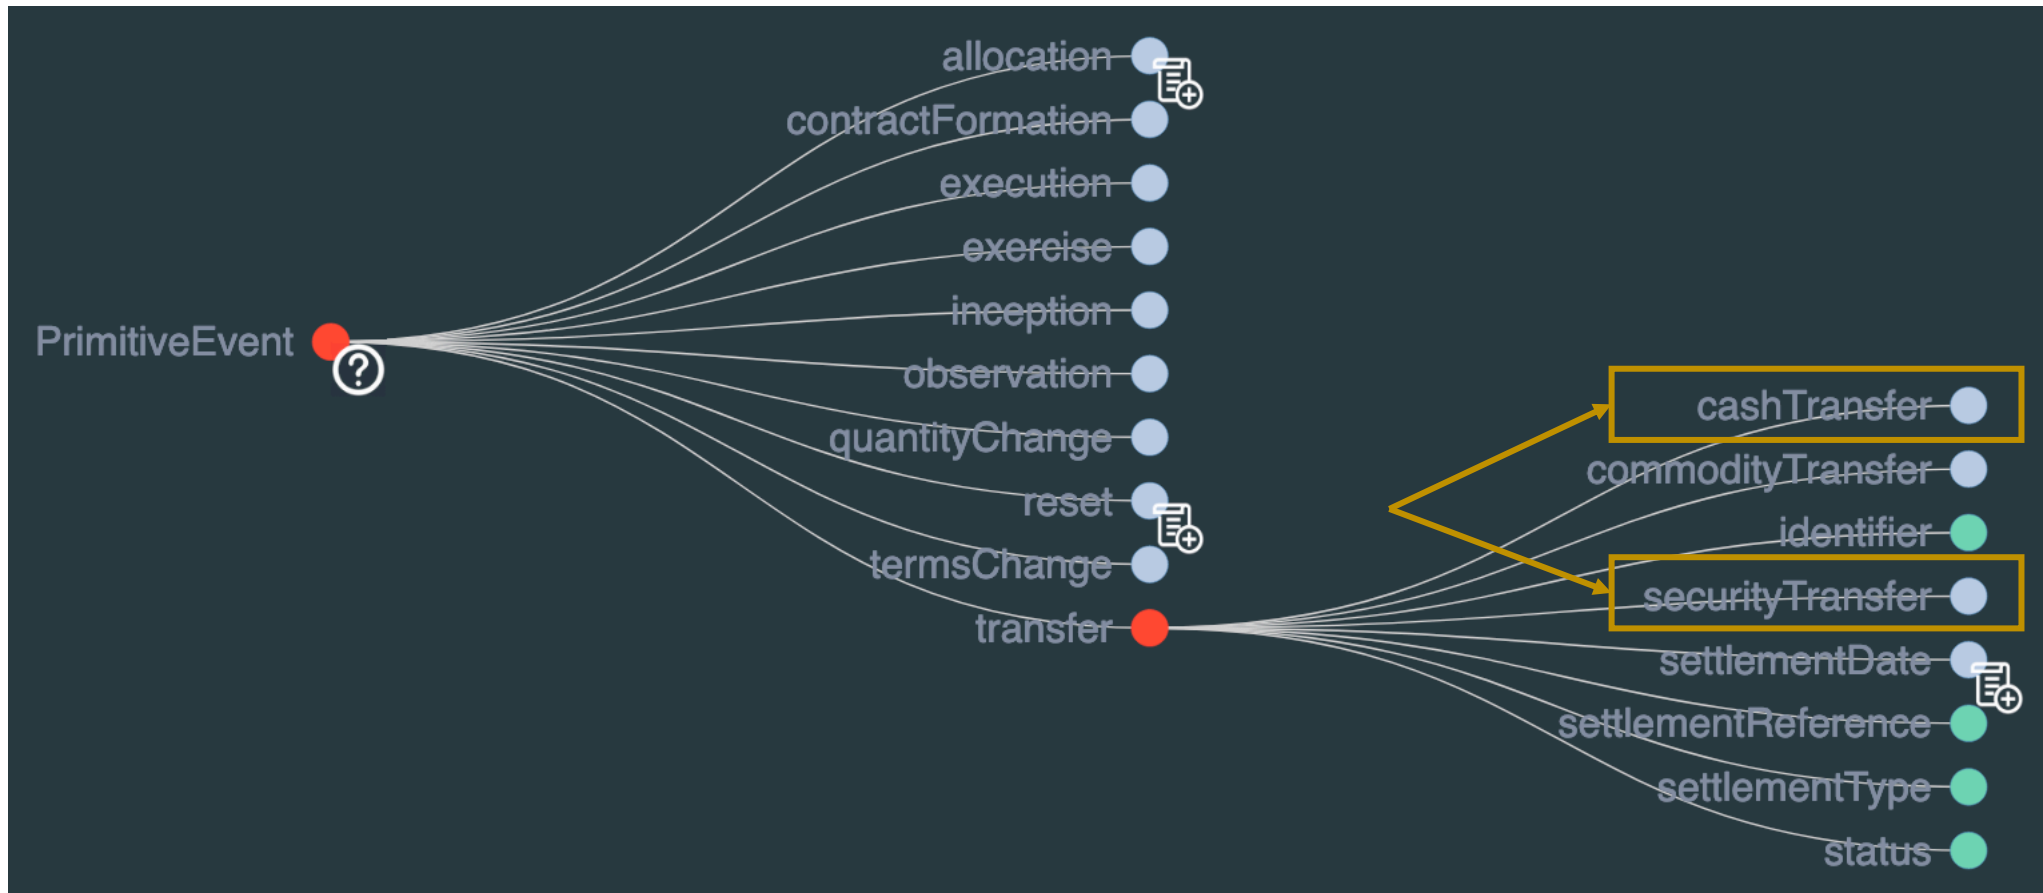 PrimitiveEvent
?
allocation
contractFormation
execution
exercise
inception
observation
quantityChange
reset
termsChange
transfer
cashTransfer
commodityTransfer
identifier
securityTransfer
settlementDate
settlementReference
settlementType
status